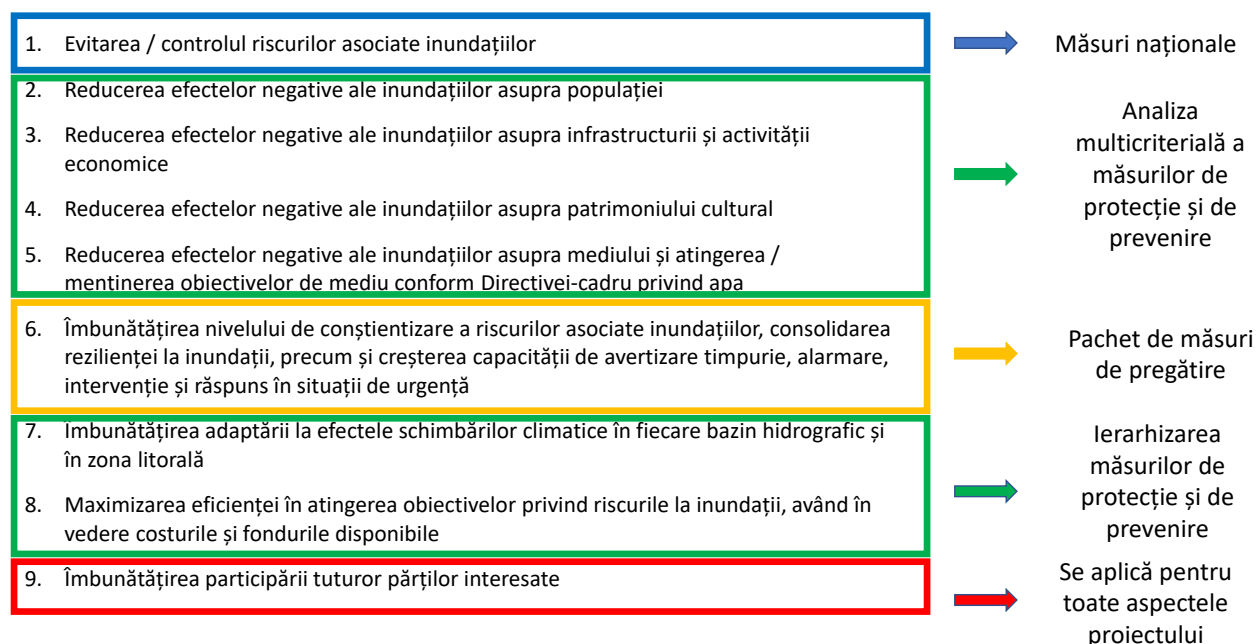 1. Evitarea / controlul riscurilor asociate inundațiilor
Măsuri naționale
2. Reducerea efectelor negative ale inundațiilor asupra populației
3. Reducerea efectelor negative ale inundațiilor asupra infrastructurii și activității
economice
4. Reducerea efectelor negative ale inundațiilor asupra patrimoniului cultural
5. Reducerea efectelor negative ale inundațiilor asupra mediului și atingerea /
menținerea obiectivelor de mediu conform Directivei-cadru privind apa
Analiza
multicriterială a
măsurilor de
protecție și de
prevenire
6. Îmbunătățirea nivelului de conștientizare a riscurilor asociate inundațiilor, consolidarea
rezilienței la inundații, precum și creșterea capacității de avertizare timpurie, alarmare,
intervenție și răspuns în situații de urgență
Pachet de măsuri
de pregătire
7. Îmbunătățirea adaptării la efectele schimbărilor climatice în fiecare bazin hidrografic și
în zona litorală
8. Maximizarea eficienței în atingerea obiectivelor privind riscurile la inundații, având în
vedere costurile și fondurile disponibile
Ierarhizarea
măsurilor de
protecție și de
prevenire
9. Îmbunătățirea participării tuturor părților interesate
Se aplică pentru
toate aspectele
proiectului